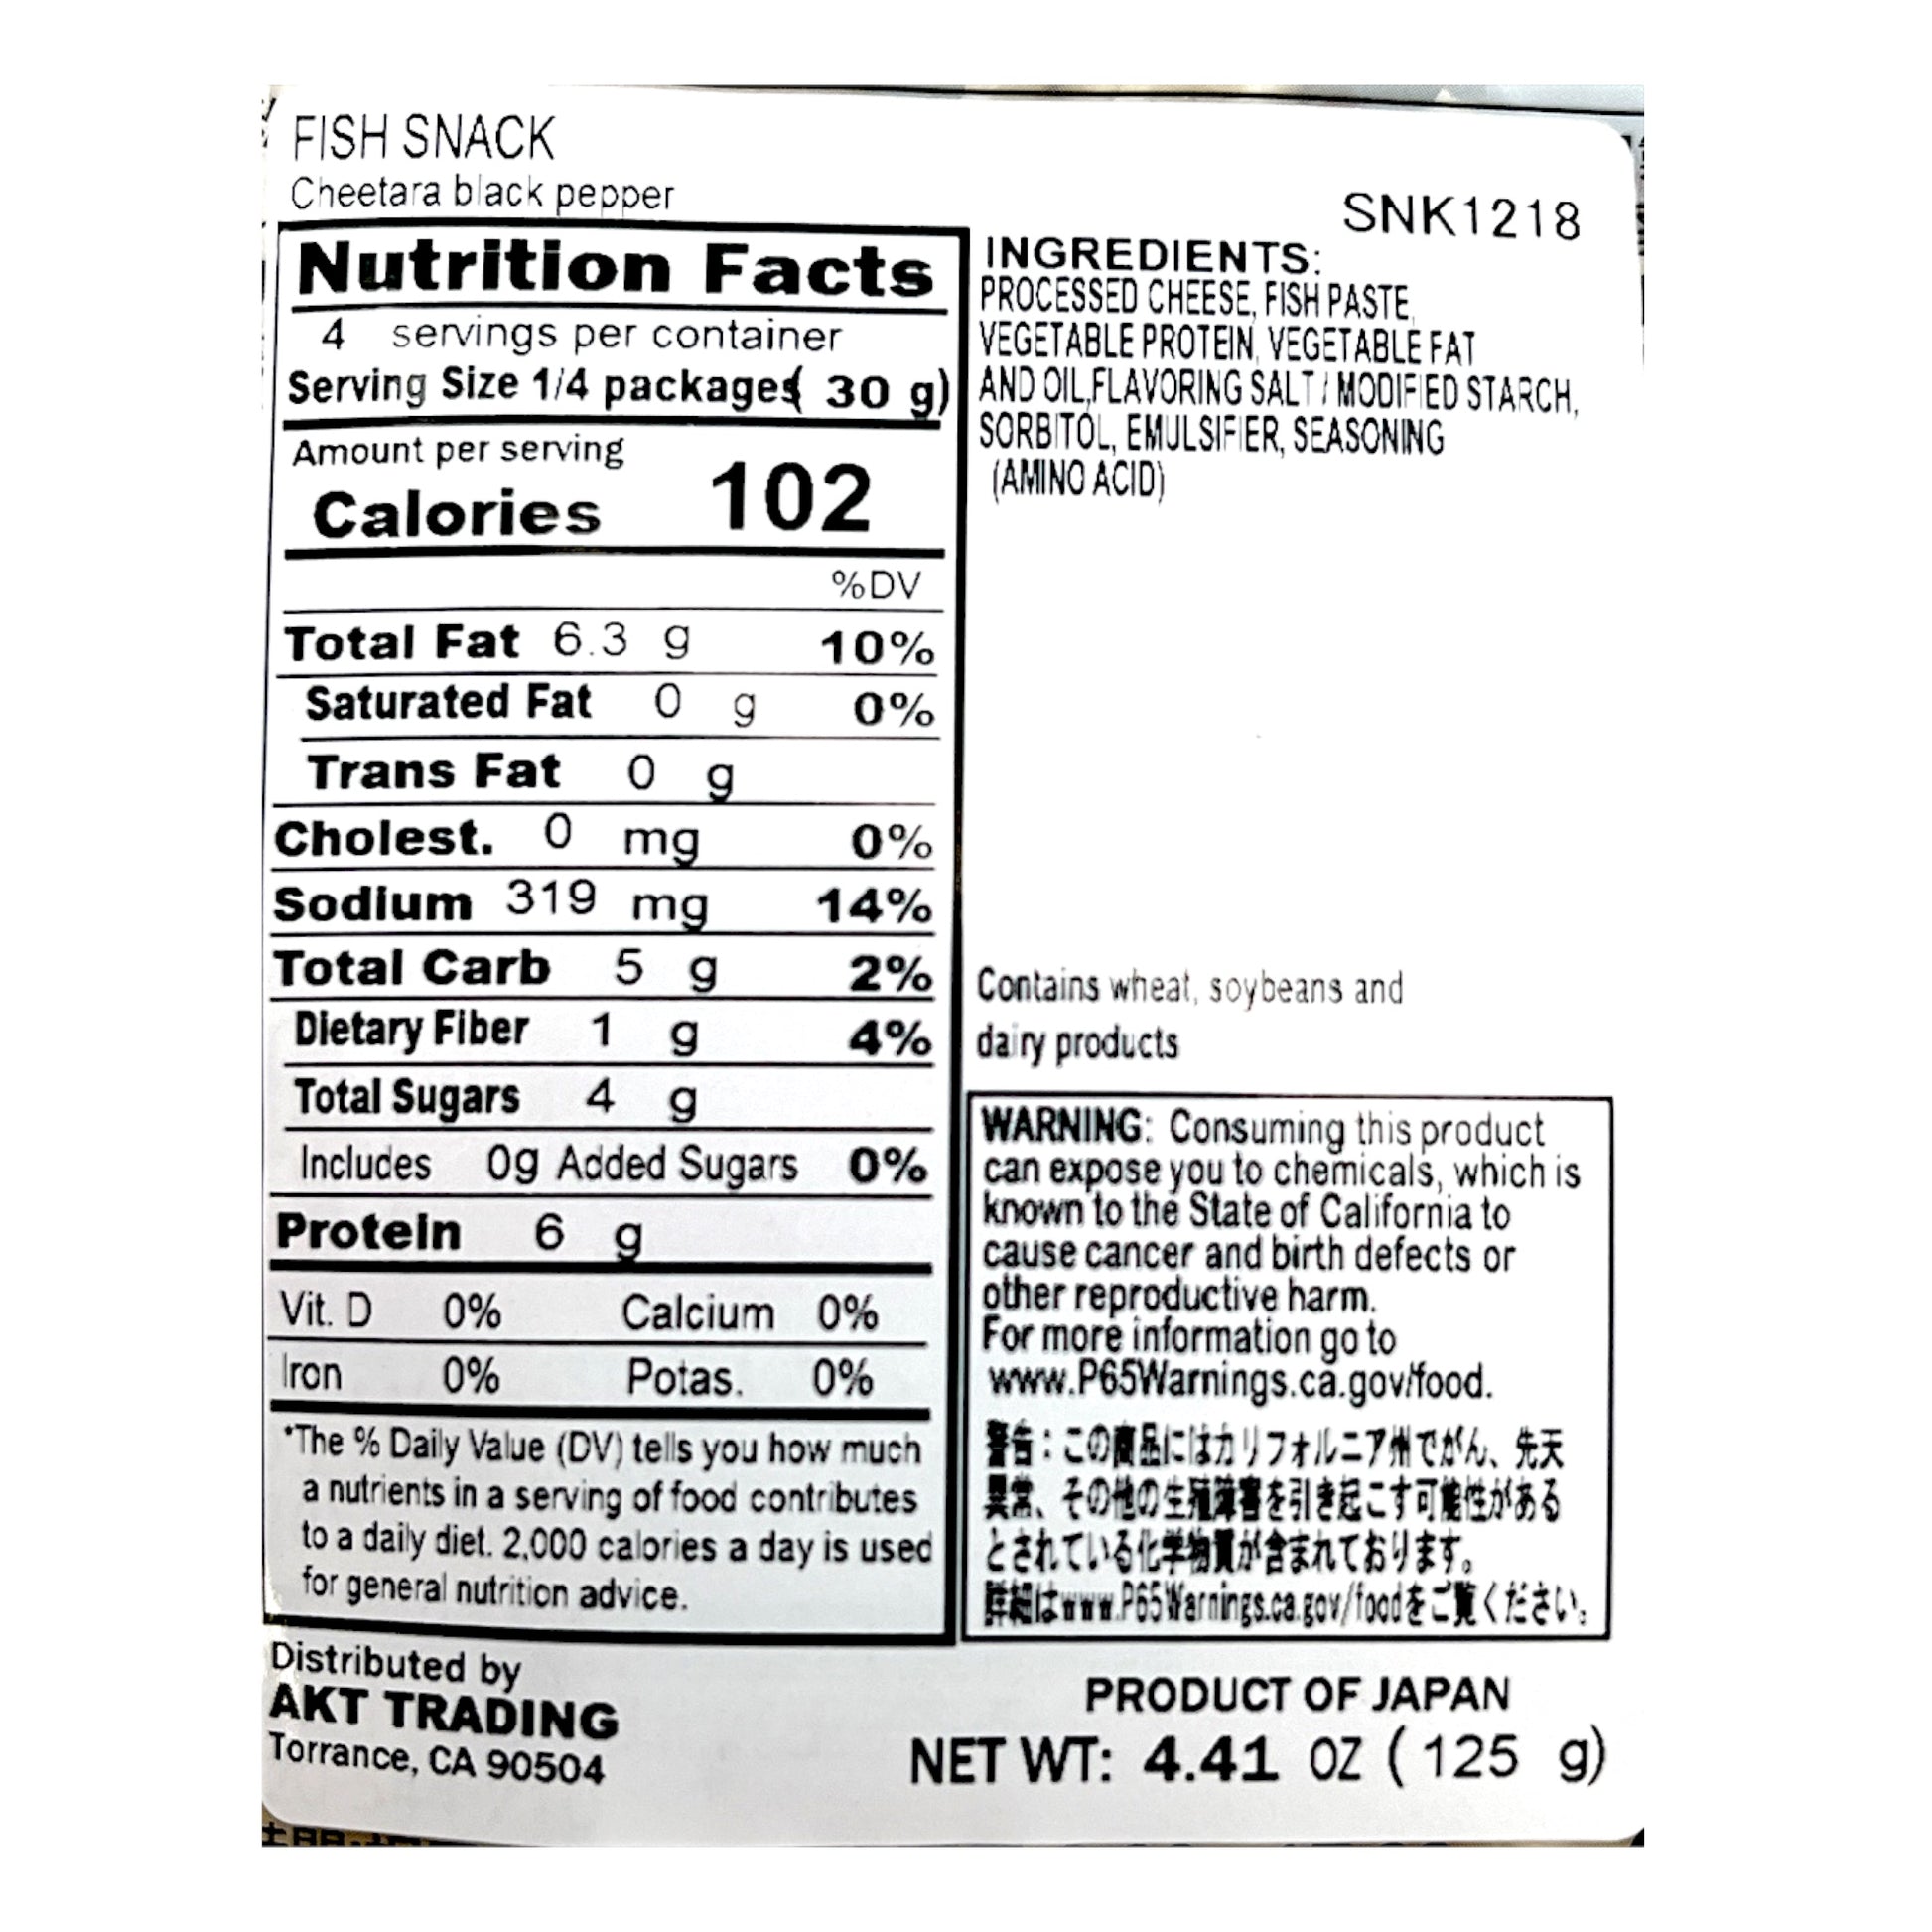 FISH SNACK
Cheetara black pepper
SNK1218
Nutrition Facts
4 servings per container
Serving Size 1/4 packages( 30 g)
Amount per serving
Calories 102
%DV
Total Fat 6.3 g 10%
Saturated Fat 0 g 0%
Trans Fat 0 g
Cholest. 0 mg 0%
Sodium 319 mg 14%
Total Carb 5 g 2%
Dietary Fiber 1 g 4%
Total Sugars 4 g
Includes 0g Added Sugars 0%
Protein 6 g
Vit. D 0% Calcium 0%
Iron 0% Potas. 0%
*The % Daily Value (DV) tells you how much
a nutrients in a serving of food contributes
to a daily diet. 2,000 calories a day is used
for general nutrition advice.
INGREDIENTS:
PROCESSED CHEESE, FISH PASTE,
VEGETABLE PROTEIN, VEGETABLE FAT
AND OIL,FLAVORING SALT / MODIFIED STARCH,
SORBITOL, EMULSIFIER, SEASONING
(AMINO ACID)
Contains wheat, soybeans and
dairy products
WARNING: Consuming this product
can expose you to chemicals, which is
known to the State of California to
cause cancer and birth defects or
other reproductive harm.
For more information go to
www.P65Warnings.ca.gov/food.
警告：この商品にはカリフォルニア州でがん、先天
異常、その他の生殖障害を引き起こす可能性がある
とされている化学物質が含まれております。
詳細はwww.P65Warnings.ca.gov/foodをご覧ください。
Distributed by
AKT TRADING
Torrance, CA 90504
PRODUCT OF JAPAN
NET WT: 4.41 OZ ( 125 g)